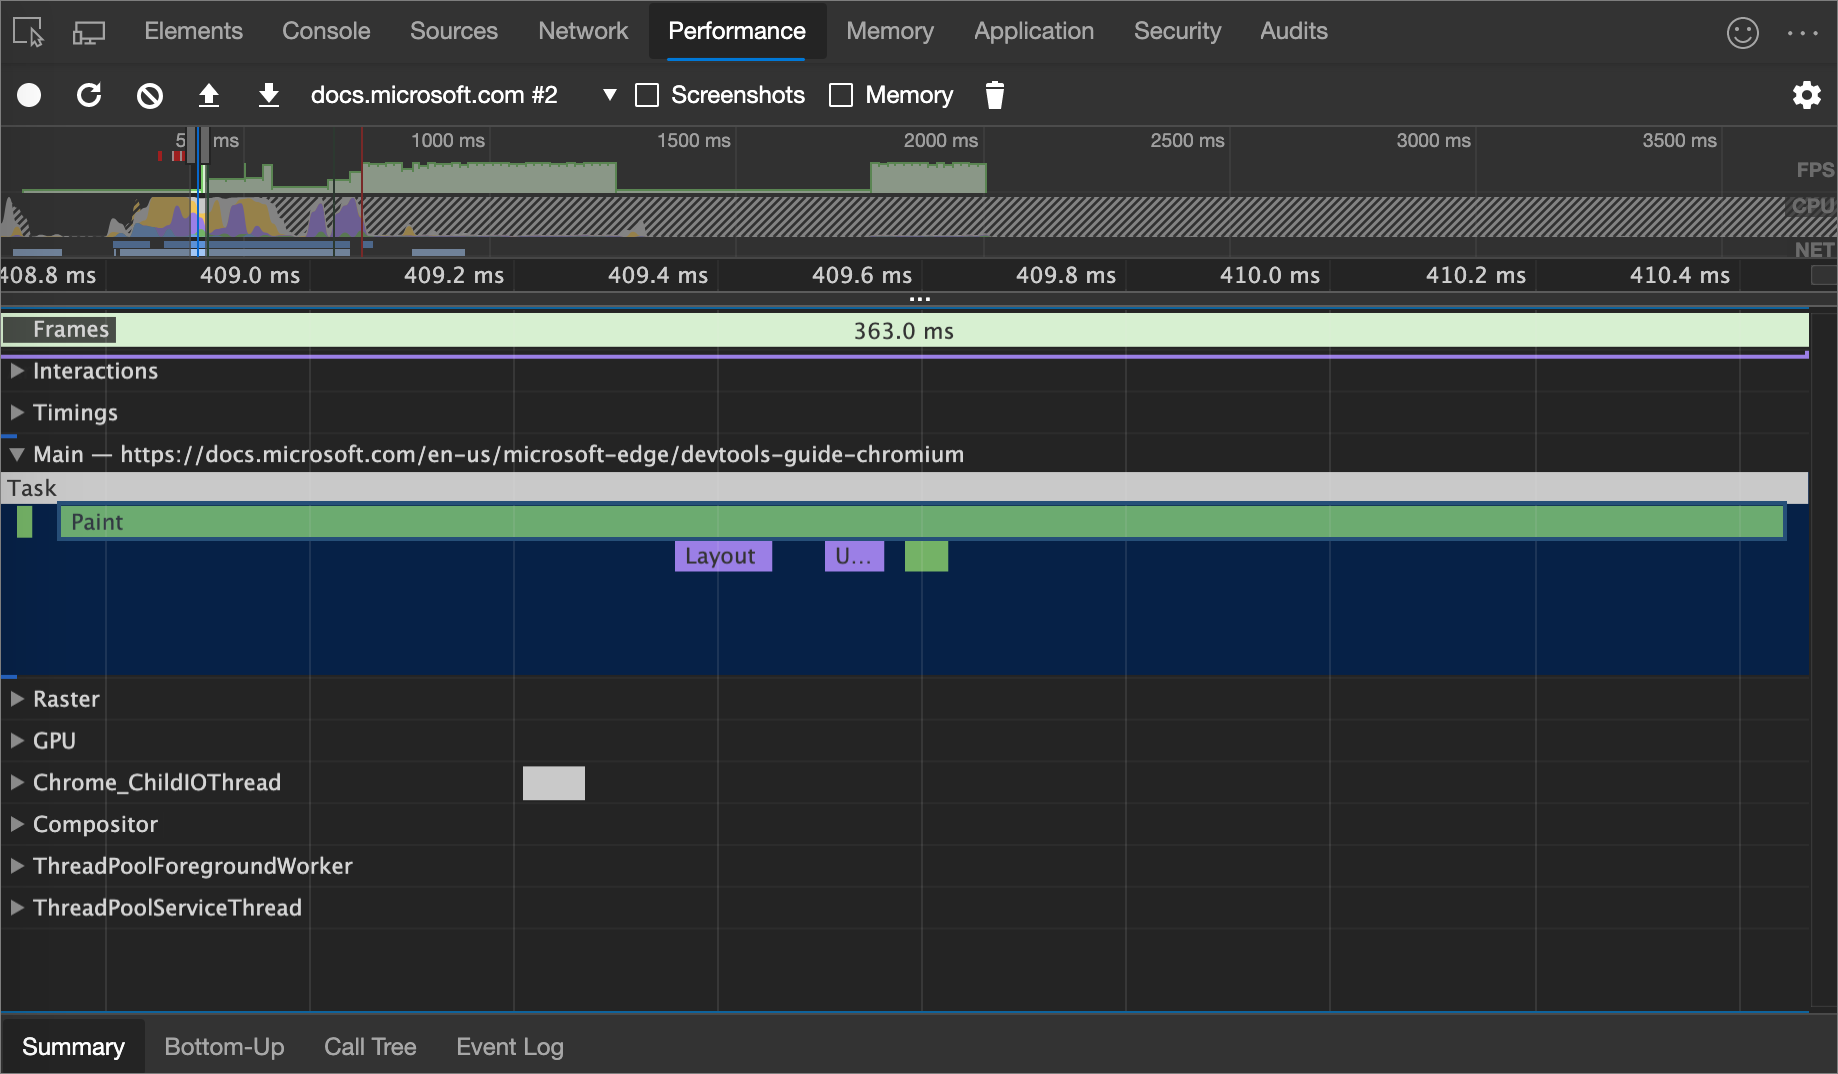 Elements Console Sources Network Performance Memory Application Security Audits
docs.microsoft.com #2 Screenshots Memory
5 ms 1000 ms 1500 ms 2000 ms 2500 ms 3000 ms 3500 ms
FPS
CPU
NET
408.8 ms 409.0 ms 409.2 ms 409.4 ms 409.6 ms 409.8 ms 410.0 ms 410.2 ms 410.4 ms
...
Frames 363.0 ms
Interactions
Timings
Main — https://docs.microsoft.com/en-us/microsoft-edge/devtools-guide-chromium
Task
Paint
Layout U...
Raster
GPU
Chrome_ChildIOThread
Compositor
ThreadPoolForegroundWorker
ThreadPoolServiceThread
Summary Bottom-Up Call Tree Event Log